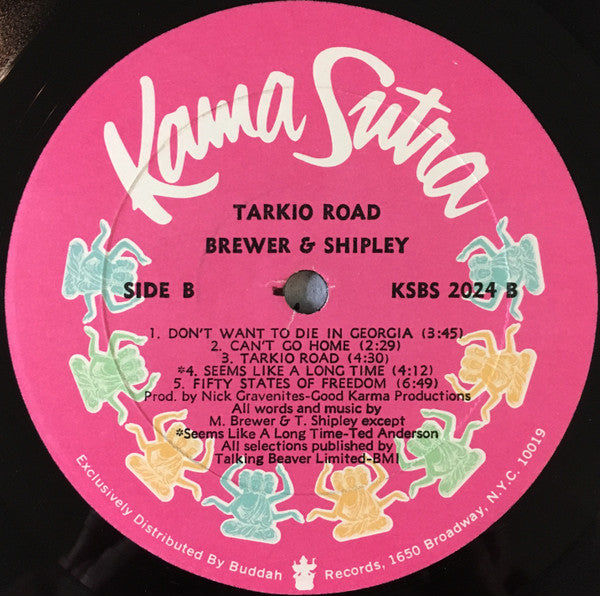 Kama Sutra
TARKIO ROAD
BREWER & SHIPLEY
SIDE B
KSBS 2024 B
1. DON'T WANT TO DIE IN GEORGIA (3:45)
2. CAN'T GO HOME (2:29)
3. TARKIO ROAD (4:30)
*4. SEEMS LIKE A LONG TIME (4:12)
5. FIFTY STATES OF FREEDOM (6:49)
Prod. by Nick Gravenites-Good Karma Productions
All words and music by
M. Brewer & T. Shipley except
*Seems Like A Long Time-Ted Anderson
All selections published by
Talking Beaver Limited-BMI
Exclusively Distributed By Buddah Records, 1650 Broadway, N.Y.C. 10019